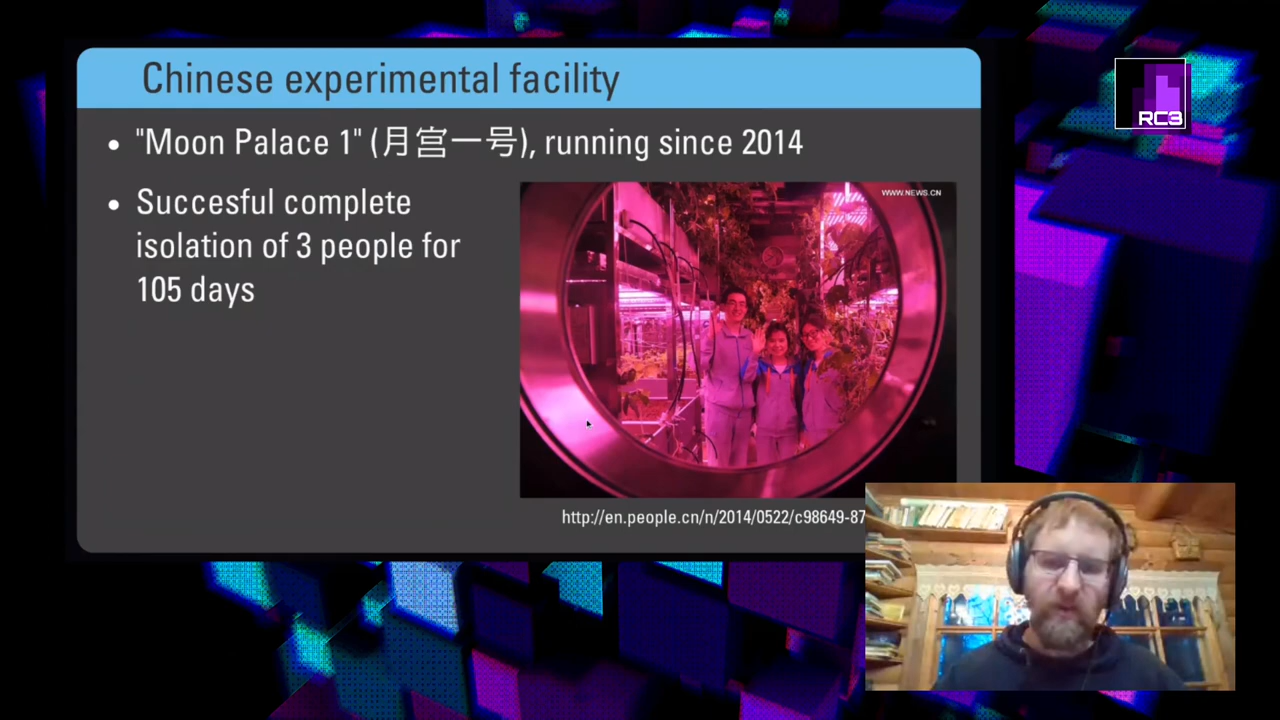 Chinese experimental facility
"Moon Palace 1" (月宫一号), running since 2014
Succesful complete
isolation of 3 people for
105 days
WWW.NEWS.CN
http://en.people.cn/n/2014/0522/c98649-87
RC3